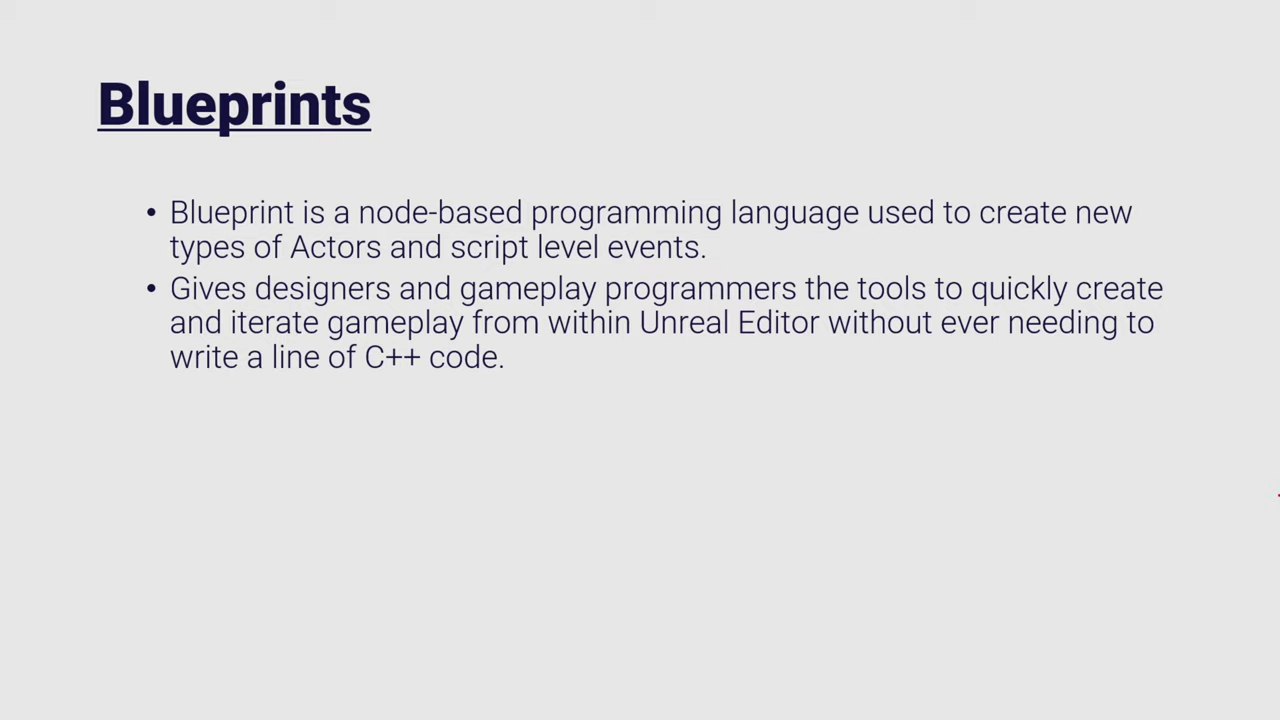 Blueprints
• Blueprint is a node-based programming language used to create new
types of Actors and script level events.
• Gives designers and gameplay programmers the tools to quickly create
and iterate gameplay from within Unreal Editor without ever needing to
write a line of C++ code.